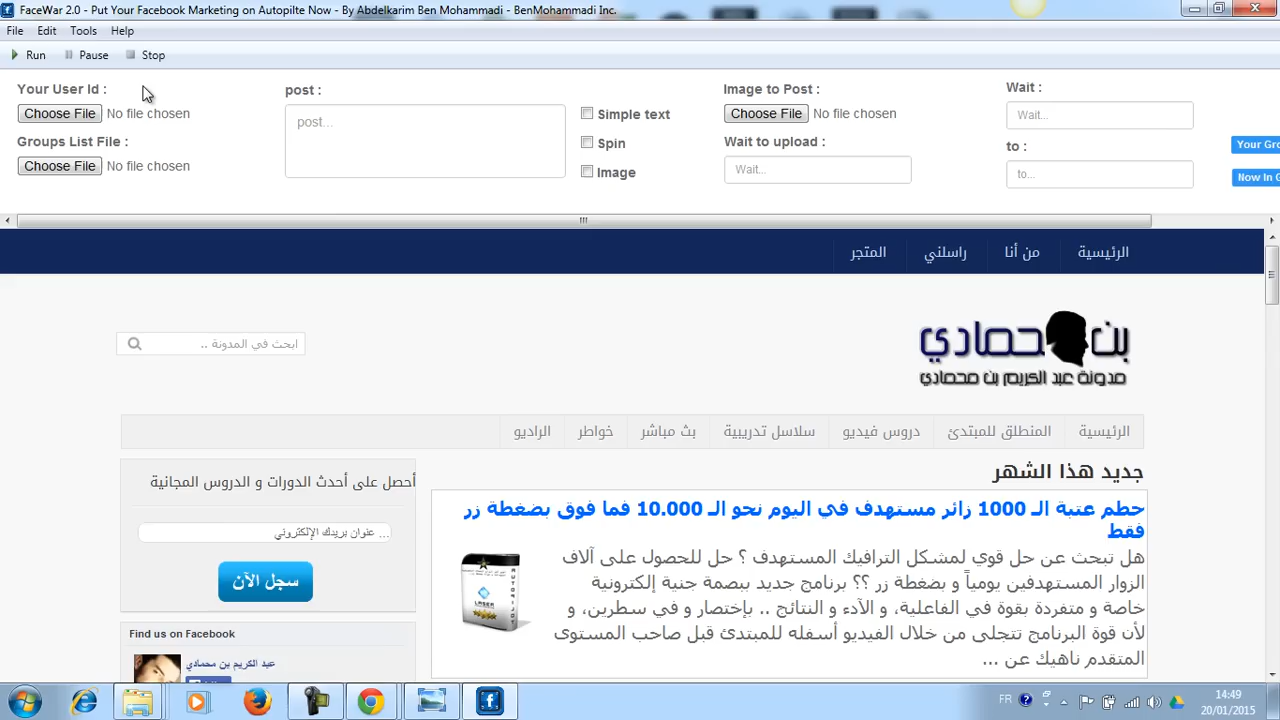 FaceWar 2.0 - Put Your Facebook Marketing on Autopilte Now - By Abdelkarim Ben Mohammadi - BenMohammadi Inc.
File Edit Tools Help
Run Pause Stop
Your User Id :
Choose File No file chosen
Groups List File :
Choose File No file chosen
post :
post...
Simple text
Spin
Image
Image to Post :
Choose File No file chosen
Wait to upload :
Wait...
Wait :
Wait...
to :
to...
Your Gro
Now In G
الرئيسية من أنا راسلني المتجر
بن محمادي
مدونة عبد الكريم بن محمادي
ابحث في المدونة ..
الرئيسية المنطلق للمبتدئ دروس فيديو سلاسل تدريبية بث مباشر خواطر الراديو
جديد هذا الشهر
حطم عتبة الـ 1000 زائر مستهدف في اليوم نحو الـ 10.000 فما فوق بضغطة زر
فقط
هل تبحث عن حل قوي لمشكل الترافيك المستهدف ؟ حل للحصول على آلاف
الزوار المستهدفين يومياً و بضغطة زر ؟؟ برنامج جديد ببصمة جنية إلكترونية
خاصة و متفردة بقوة في الفاعلية، و الآدء و النتائج .. بإختصار و في سطرين، و
لأن قوة البرنامج تتجلى من خلال الفيديو أسفله للمبتدئ قبل صاحب المستوى
المتقدم ناهيك عن ...
أحصل على أحدث الدورات و الدروس المجانية
عنوان بريدك الإلكتروني ...
سجل الآن
Find us on Facebook
عبد الكريم بن محمادي
FR
14:49
20/01/2015